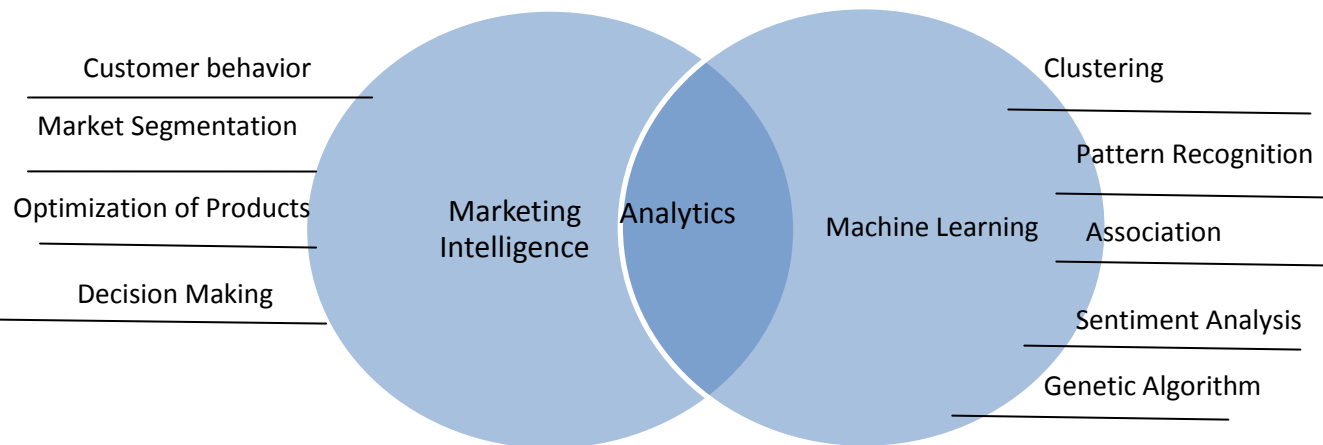 Customer behavior
Market Segmentation
Optimization of Products
Decision Making
Marketing
Intelligence
Analytics
Machine Learning
Clustering
Pattern Recognition
Association
Sentiment Analysis
Genetic Algorithm